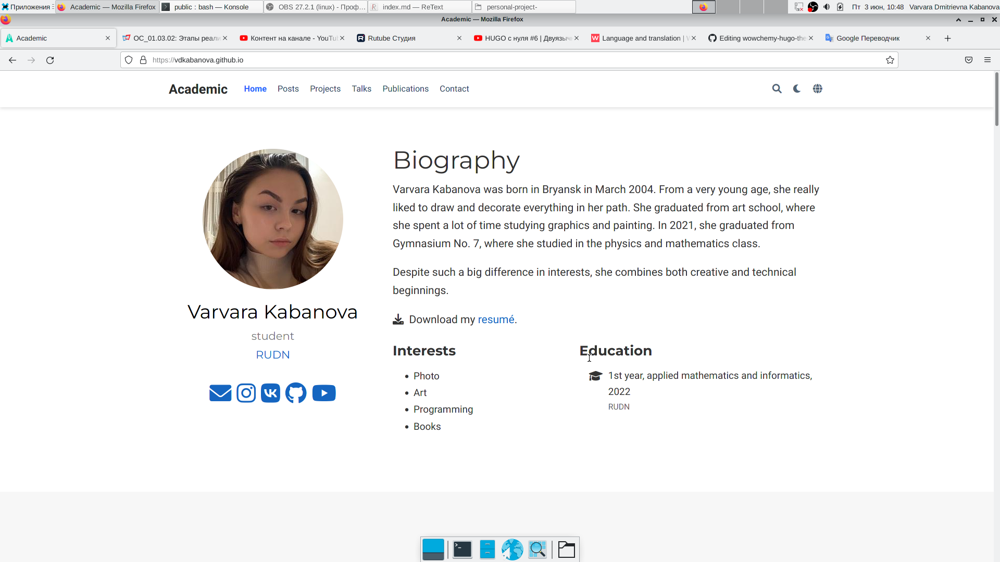 Приложения
Academic — Mozilla Firefox
public : bash — Konsole
OBS 27.2.1 (linux) - Проф...
index.md — ReText
personal-project-
Пт 3 июн, 10:48
Varvara Dmitrievna Kabanova
Academic — Mozilla Firefox
Academic
ОС_01.03.02: Этапы реали
Контент на канале - YouTu
Rutube Студия
HUGO с нуля #6 | Двуязыч
Language and translation |
Editing wowchemy-hugo-the
Google Переводчик
https://vdkabanova.github.io
Academic
Home
Posts
Projects
Talks
Publications
Contact
Biography
Varvara Kabanova was born in Bryansk in March 2004. From a very young age, she really
liked to draw and decorate everything in her path. She graduated from art school, where
she spent a lot of time studying graphics and painting. In 2021, she graduated from
Gymnasium No. 7, where she studied in the physics and mathematics class.
Despite such a big difference in interests, she combines both creative and technical
beginnings.
Download my resumé.
Varvara Kabanova
student
RUDN
Interests
Photo
Art
Programming
Books
Education
1st year, applied mathematics and informatics,
2022
RUDN